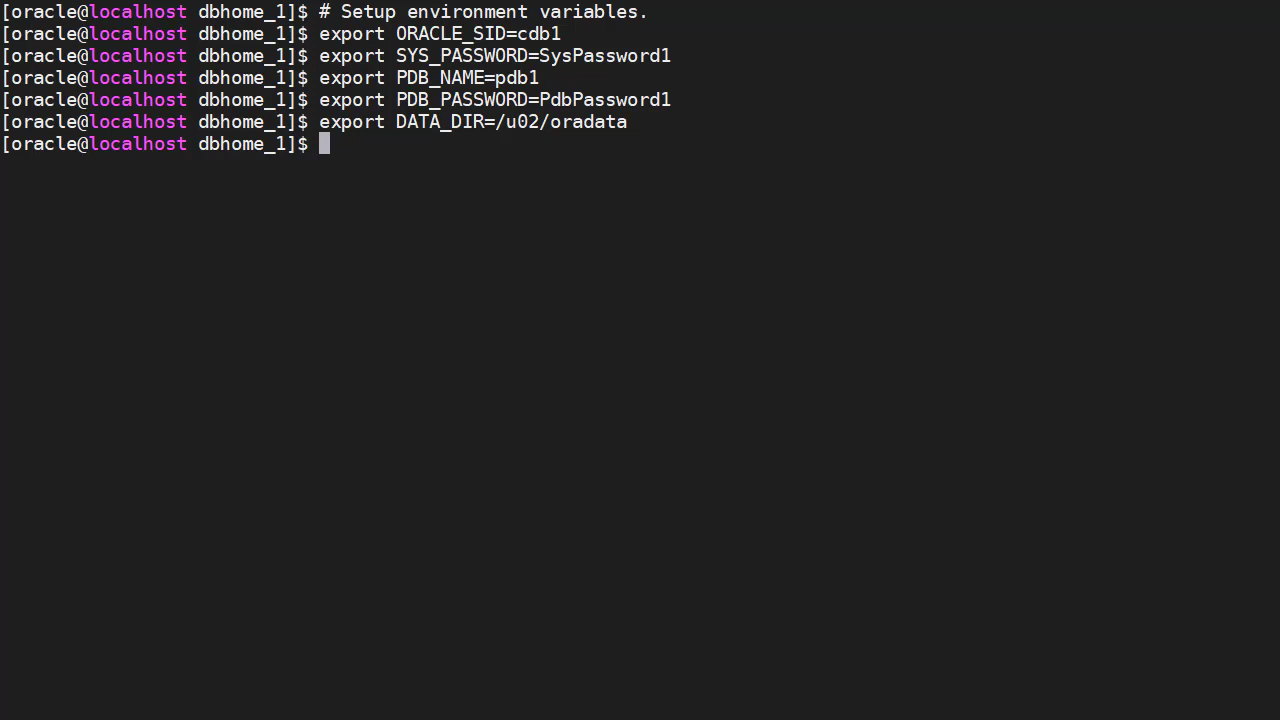 [oracle@localhost dbhome_1]$ # Setup environment variables.
[oracle@localhost dbhome_1]$ export ORACLE_SID=cdb1
[oracle@localhost dbhome_1]$ export SYS_PASSWORD=SysPassword1
[oracle@localhost dbhome_1]$ export PDB_NAME=pdb1
[oracle@localhost dbhome_1]$ export PDB_PASSWORD=PdbPassword1
[oracle@localhost dbhome_1]$ export DATA_DIR=/u02/oradata
[oracle@localhost dbhome_1]$